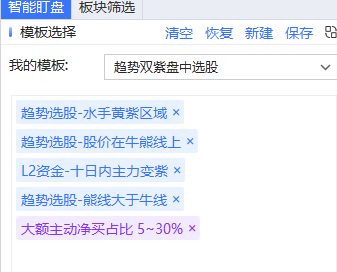 智能盯盘 板块筛选
模板选择 清空 恢复 新建 保存
我的模板: 趋势双紫盘中选股
趋势选股-水手黄紫区域 ×
趋势选股-股价在牛熊线上 ×
L2资金-十日内主力变紫 ×
趋势选股-熊线大于牛线 ×
大额主动净买占比 5~30% ×